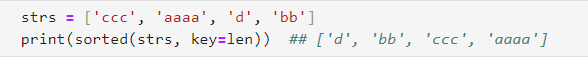 strs = ['ccc', 'aaaa', 'd', 'bb']
print(sorted(strs, key=len))  ## ['d', 'bb', 'ccc', 'aaaa']